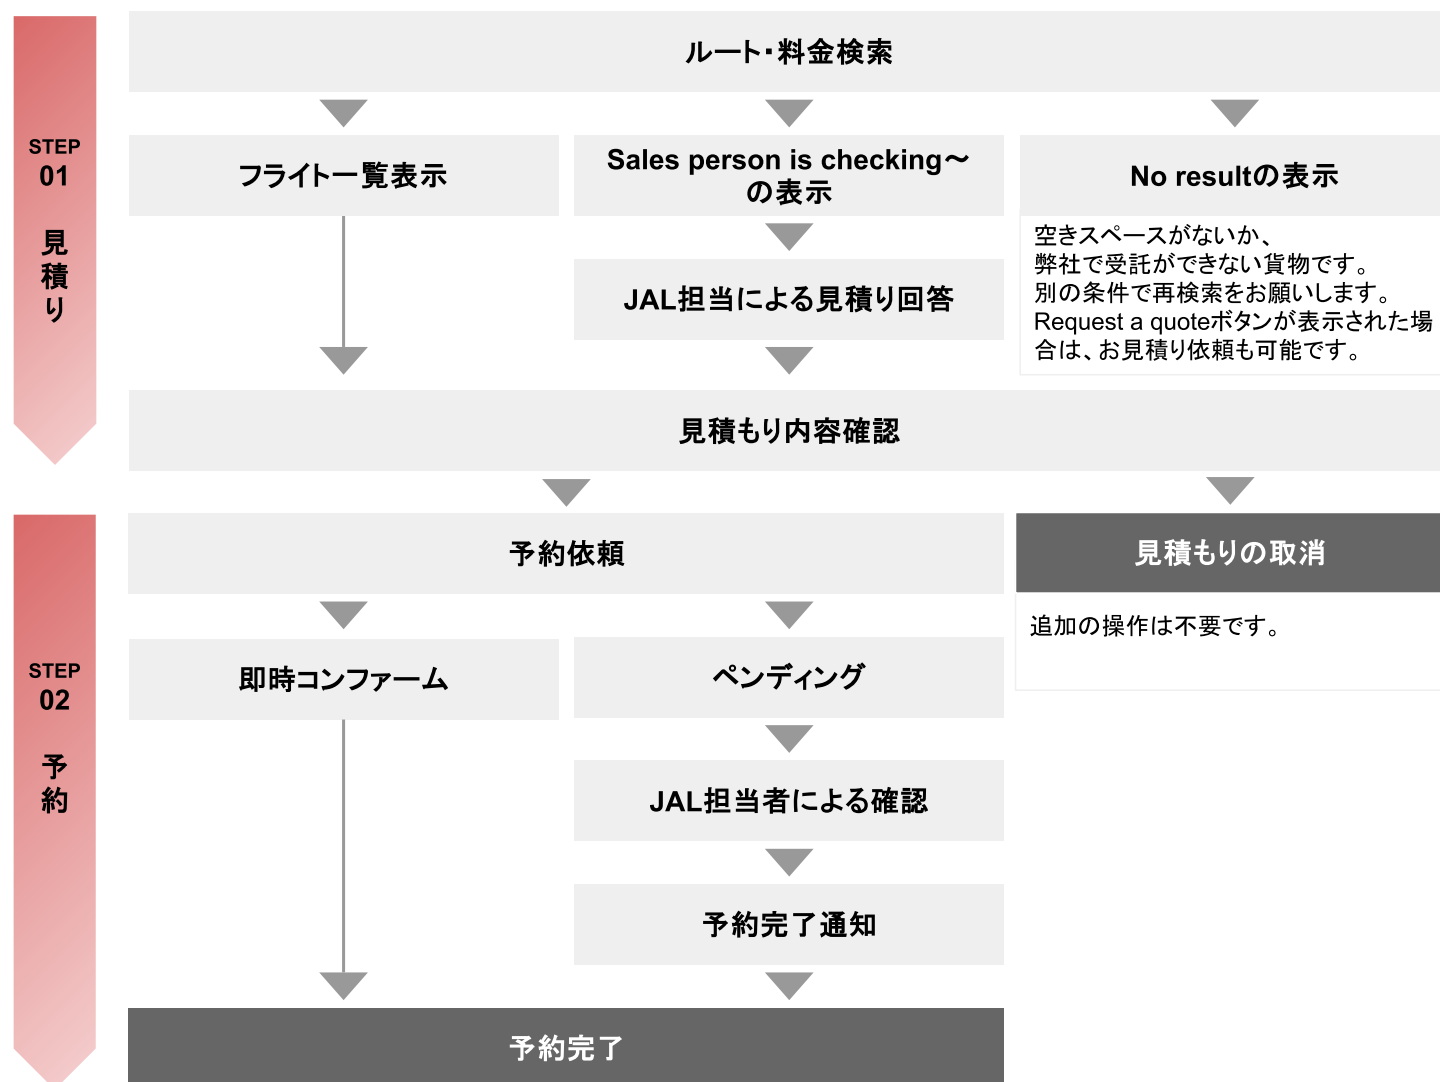 ルート・料金検索
STEP
01
見
積
り
フライト一覧表示
Sales person is checking～
の表示
No resultの表示
空きスペースがないか、
弊社で受託ができない貨物です。
別の条件で再検索をお願いします。
Request a quoteボタンが表示された場
合は、お見積り依頼も可能です。
JAL担当による見積り回答
見積もり内容確認
STEP
02
予
約
予約依頼
見積もりの取消
追加の操作は不要です。
即時コンファーム
ペンディング
JAL担当者による確認
予約完了通知
予約完了